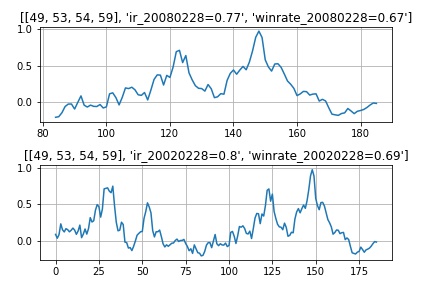 [[49, 53, 54, 59], 'ir_20080228=0.77', 'winrate_20080228=0.67']
1.0
0.5
0.0
80 100 120 140 160 180
[[49, 53, 54, 59], 'ir_20020228=0.8', 'winrate_20020228=0.69']
1.0
0.5
0.0
0 25 50 75 100 125 150 175